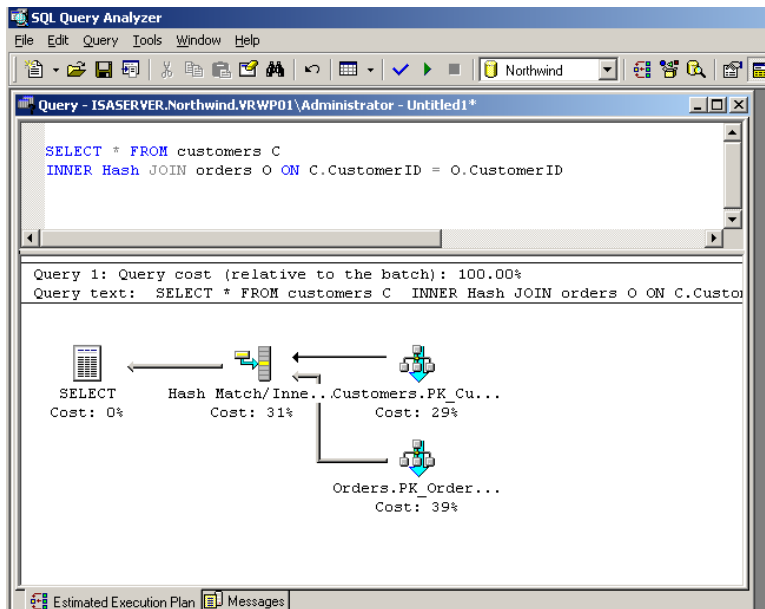 SQL Query Analyzer
File Edit Query Tools Window Help
Northwind
Query - ISASERVER.Northwind.VRWP01\Administrator - Untitled1*
SELECT * FROM customers C
INNER Hash JOIN orders O ON C.CustomerID = O.CustomerID
Query 1: Query cost (relative to the batch): 100.00%
Query text: SELECT * FROM customers C INNER Hash JOIN orders O ON C.Custo
SELECT Hash Match/Inne... Customers.PK_Cu...
Cost: 0% Cost: 31% Cost: 29%
Orders.PK_Order...
Cost: 39%
Estimated Execution Plan Messages